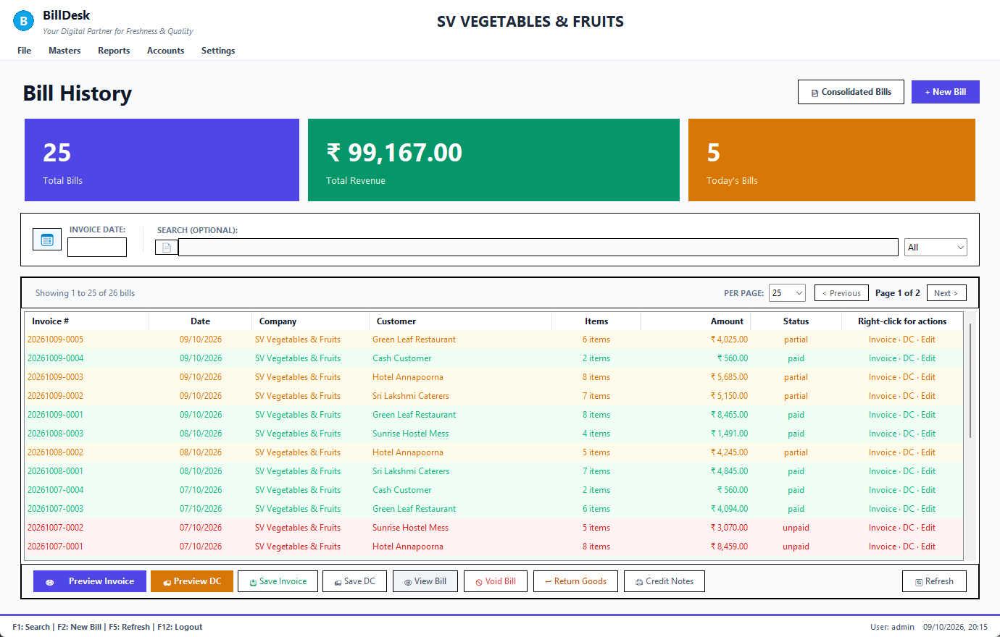 B BillDesk
Your Digital Partner for Freshness & Quality
SV VEGETABLES & FRUITS
File Masters Reports Accounts Settings
Bill History
Consolidated Bills
+ New Bill
25
Total Bills
₹ 99,167.00
Total Revenue
5
Today's Bills
INVOICE DATE:
SEARCH (OPTIONAL):
All
Showing 1 to 25 of 26 bills
PER PAGE: 25 < Previous Page 1 of 2 Next >
Invoice # Date Company Customer Items Amount Status Right-click for actions
20261009-0005 09/10/2026 SV Vegetables & Fruits Green Leaf Restaurant 6 items ₹ 4,025.00 partial Invoice · DC · Edit
20261009-0004 09/10/2026 SV Vegetables & Fruits Cash Customer 2 items ₹ 560.00 paid Invoice · DC · Edit
20261009-0003 09/10/2026 SV Vegetables & Fruits Hotel Annapoorna 8 items ₹ 5,685.00 partial Invoice · DC · Edit
20261009-0002 09/10/2026 SV Vegetables & Fruits Sri Lakshmi Caterers 7 items ₹ 5,150.00 partial Invoice · DC · Edit
20261009-0001 09/10/2026 SV Vegetables & Fruits Green Leaf Restaurant 8 items ₹ 8,465.00 paid Invoice · DC · Edit
20261008-0003 08/10/2026 SV Vegetables & Fruits Sunrise Hostel Mess 4 items ₹ 1,491.00 paid Invoice · DC · Edit
20261008-0002 08/10/2026 SV Vegetables & Fruits Hotel Annapoorna 5 items ₹ 4,245.00 partial Invoice · DC · Edit
20261008-0001 08/10/2026 SV Vegetables & Fruits Sri Lakshmi Caterers 7 items ₹ 4,845.00 paid Invoice · DC · Edit
20261007-0004 07/10/2026 SV Vegetables & Fruits Cash Customer 2 items ₹ 560.00 paid Invoice · DC · Edit
20261007-0003 07/10/2026 SV Vegetables & Fruits Green Leaf Restaurant 6 items ₹ 4,094.00 paid Invoice · DC · Edit
20261007-0002 07/10/2026 SV Vegetables & Fruits Sunrise Hostel Mess 5 items ₹ 3,070.00 unpaid Invoice · DC · Edit
20261007-0001 07/10/2026 SV Vegetables & Fruits Hotel Annapoorna 8 items ₹ 8,459.00 unpaid Invoice · DC · Edit
Preview Invoice Preview DC Save Invoice Save DC View Bill Void Bill Return Goods Credit Notes Refresh
F1: Search | F2: New Bill | F5: Refresh | F12: Logout
User: admin 09/10/2026, 20:15